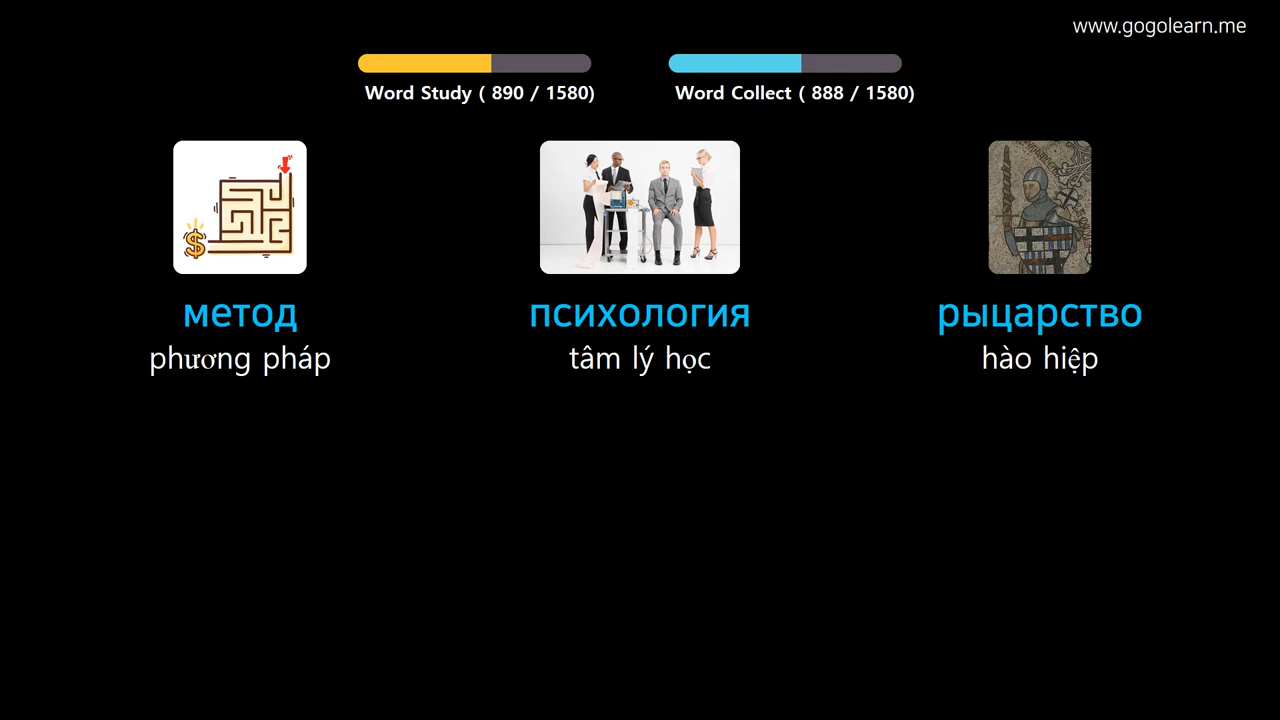 www.gogolearn.me
Word Study ( 890 / 1580)
Word Collect ( 888 / 1580)
метод
phương pháp
психология
tâm lý học
рыцарство
hào hiệp